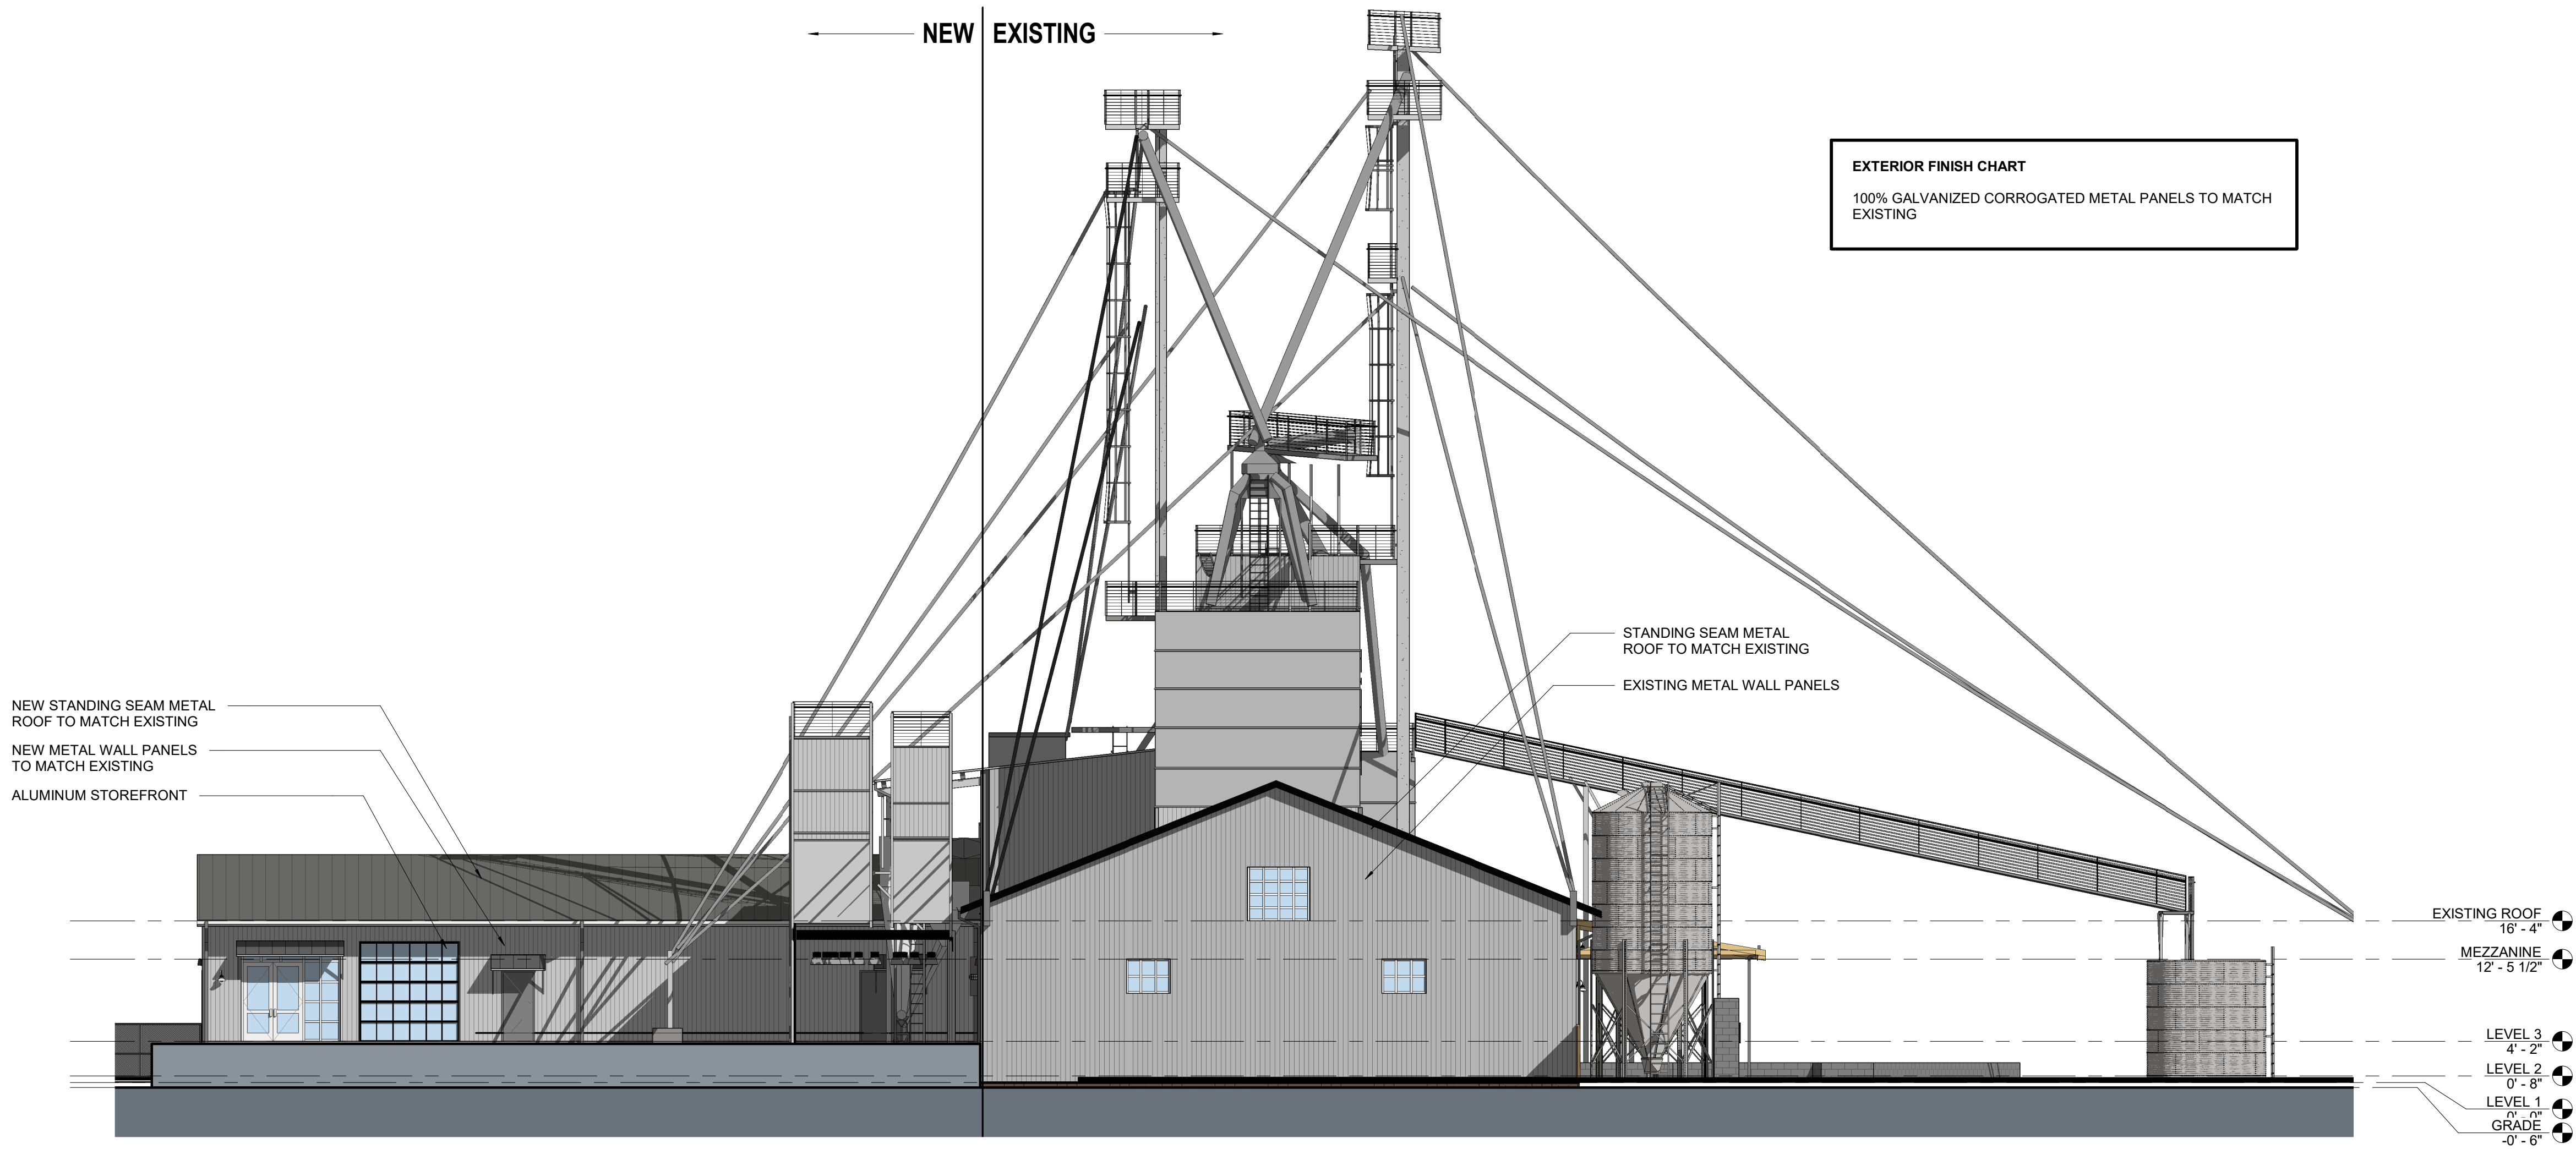 NEW EXISTING
EXTERIOR FINISH CHART
100% GALVANIZED CORROGATED METAL PANELS TO MATCH
EXISTING
STANDING SEAM METAL
ROOF TO MATCH EXISTING
EXISTING METAL WALL PANELS
NEW STANDING SEAM METAL
ROOF TO MATCH EXISTING
NEW METAL WALL PANELS
TO MATCH EXISTING
ALUMINUM STOREFRONT
EXISTING ROOF
16' - 4"
MEZZANINE
12' - 5 1/2"
LEVEL 3
4' - 2"
LEVEL 2
0' - 8"
LEVEL 1
0' - 0"
GRADE
-0' - 6"